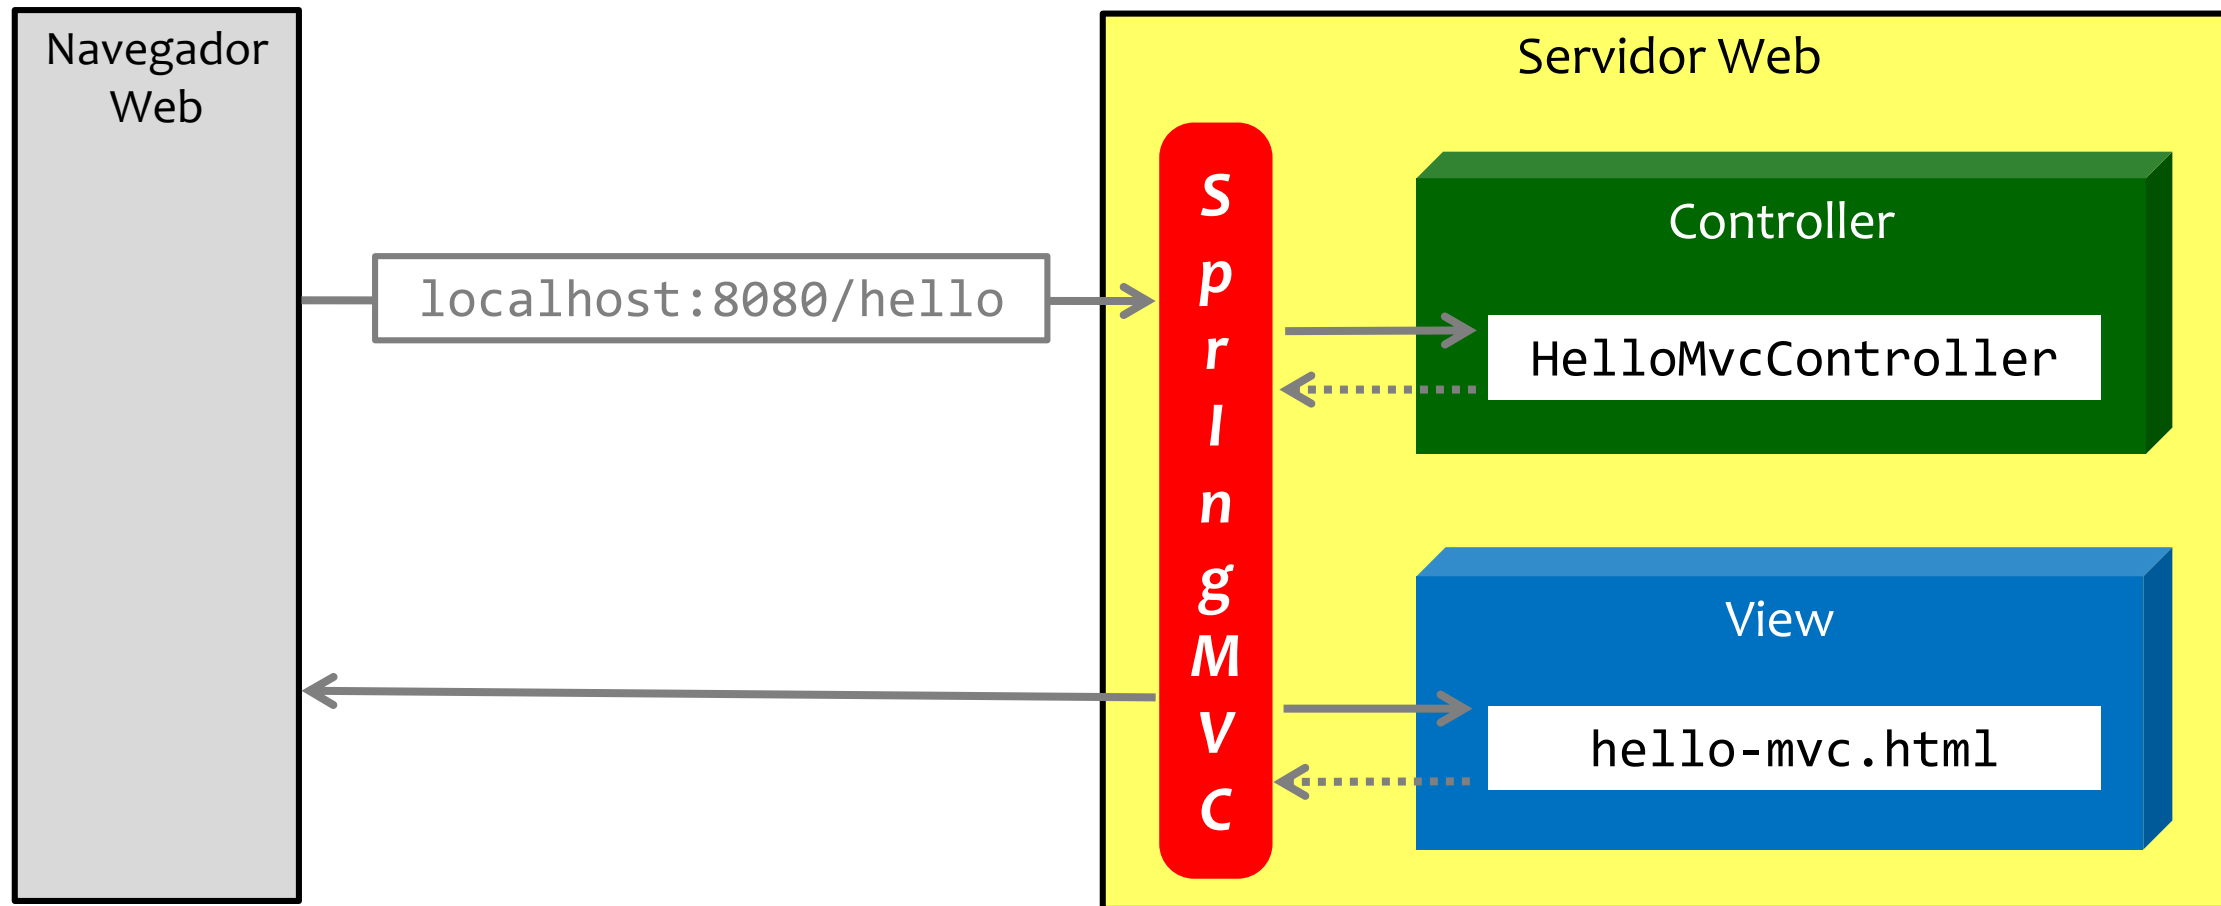 Navegador
Web
Servidor Web
localhost:8080/hello
S
p
r
I
n
g
M
V
C
Controller
HelloMvcController
View
hello-mvc.html